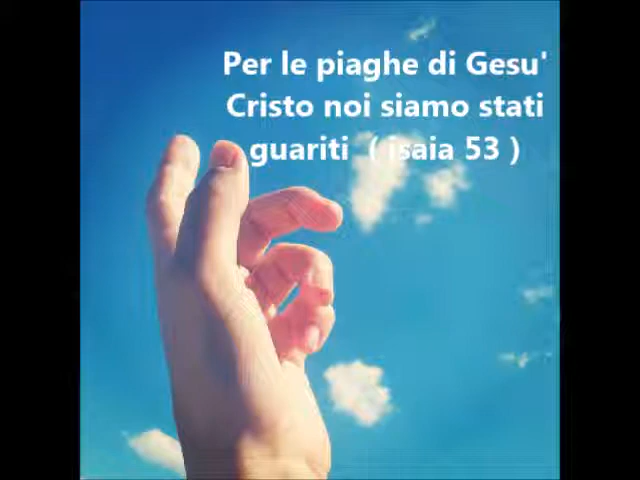 Per le piaghe di Gesu'
Cristo noi siamo stati
guariti ( isaia 53 )